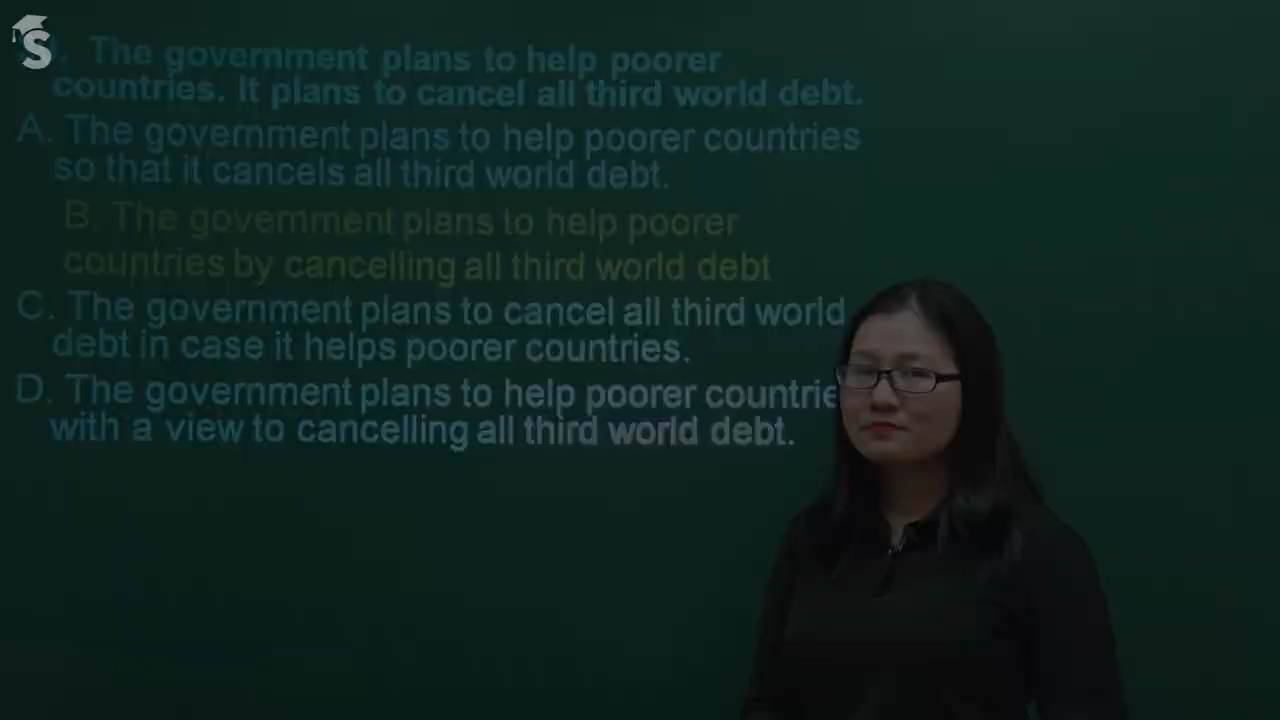 The government plans to help poorer
countries. It plans to cancel all third world debt.
A. The government plans to help poorer countries
so that it cancels all third world debt.
B. The government plans to help poorer
countries by cancelling all third world debt
C. The government plans to cancel all third world
debt in case it helps poorer countries.
D. The government plans to help poorer countrie
with a view to cancelling all third world debt.
S